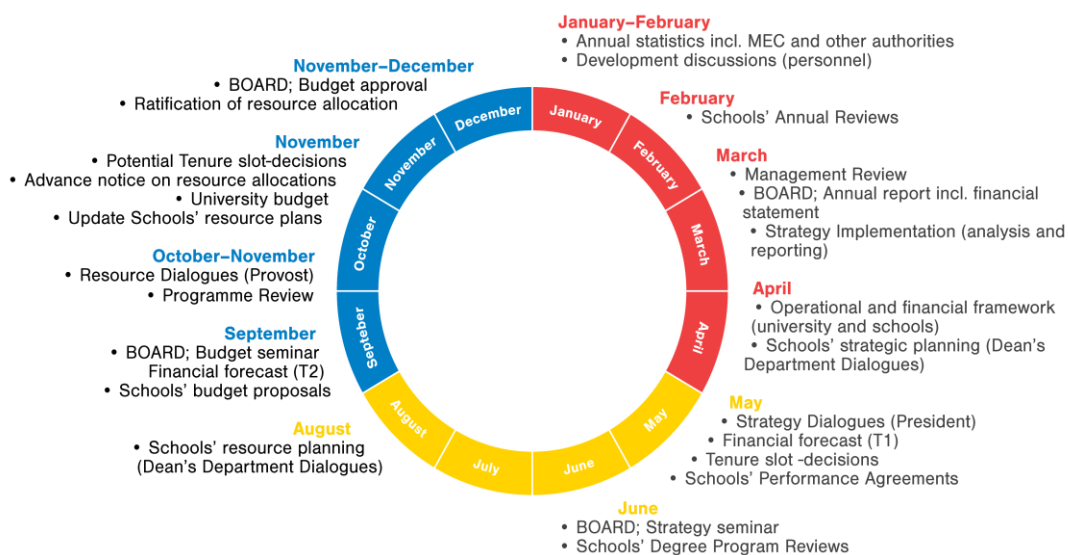 January–February
• Annual statistics incl. MEC and other authorities
• Development discussions (personnel)
February
• Schools’ Annual Reviews
March
• Management Review
• BOARD; Annual report incl. financial
statement
• Strategy Implementation (analysis and
reporting)
April
• Operational and financial framework
(university and schools)
• Schools’ strategic planning (Dean’s
Department Dialogues)
May
• Strategy Dialogues (President)
• Financial forecast (T1)
• Tenure slot -decisions
• Schools’ Performance Agreements
June
• BOARD; Strategy seminar
• Schools’ Degree Program Reviews
August
• Schools’ resource planning
(Dean’s Department Dialogues)
September
• BOARD; Budget seminar
Financial forecast (T2)
• Schools’ budget proposals
October–November
• Resource Dialogues (Provost)
• Programme Review
November
• Potential Tenure slot-decisions
• Advance notice on resource allocations
• University budget
• Update Schools’ resource plans
November–December
• BOARD; Budget approval
• Ratification of resource allocation
January
February
March
April
May
June
July
August
Septeber
October
November
December